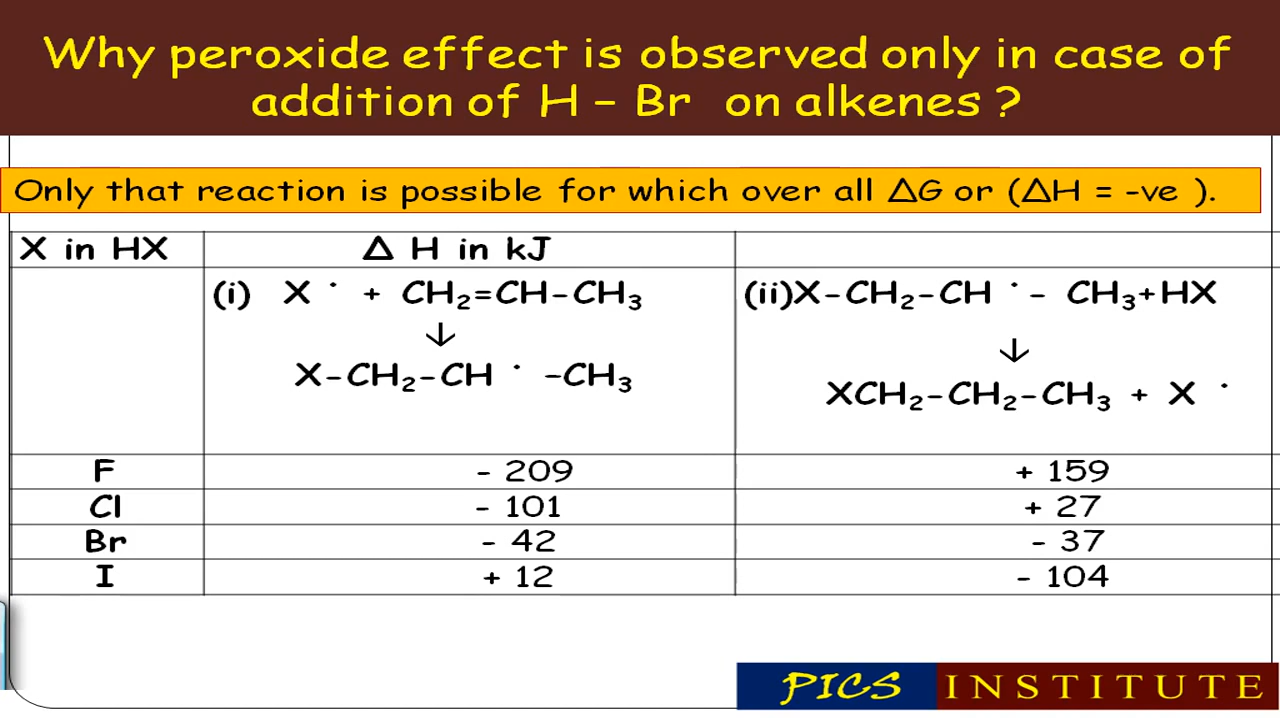 Why peroxide effect is observed only in case of
addition of H – Br on alkenes ?
Only that reaction is possible for which over all △G or (△H = -ve ).
X in HX △ H in kJ
(i) X · + CH₂=CH-CH₃ (ii)X-CH₂-CH · - CH₃+HX
↓ ↓
X-CH₂-CH · -CH₃ XCH₂-CH₂-CH₃ + X ·
F - 209 + 159
Cl - 101 + 27
Br - 42 - 37
I + 12 - 104
PICS INSTITUTE